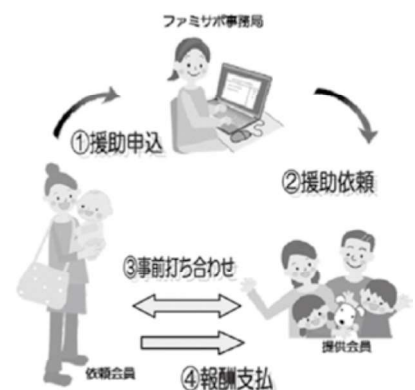 ファミサポ事務局
①援助申込
②援助依頼
③事前打ち合わせ
依頼会員
提供会員
④報酬支払